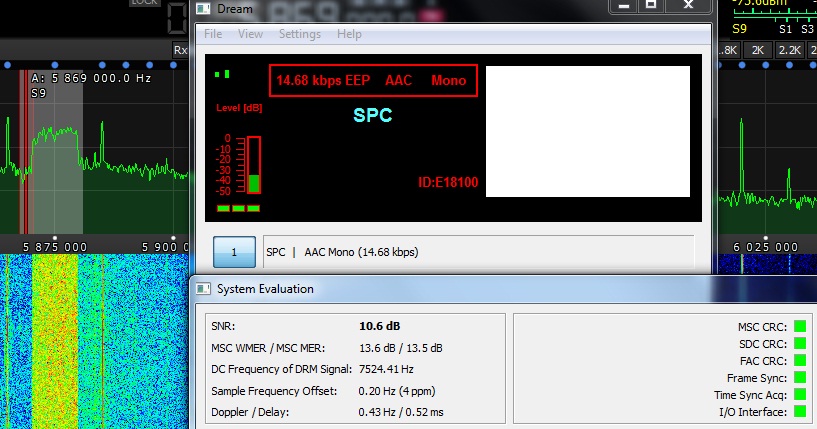 LOCK
Dream
-75.0dBm
S9 S1 S3
File View Settings Help
Rx
.8K 2K 2.2K 2
A: 5 869 000.0 Hz
S9
14.68 kbps EEP AAC Mono
Level [dB]
SPC
0
-10
-20
-30
-40
-50
ID:E18100
5 875 000 5 900 0
6 025 000
1 SPC | AAC Mono (14.68 kbps)
System Evaluation
SNR: 10.6 dB
MSC WMER / MSC MER: 13.6 dB / 13.5 dB
DC Frequency of DRM Signal: 7524.41 Hz
Sample Frequency Offset: 0.20 Hz (4 ppm)
Doppler / Delay: 0.43 Hz / 0.52 ms
MSC CRC:
SDC CRC:
FAC CRC:
Frame Sync:
Time Sync Acq:
I/O Interface: